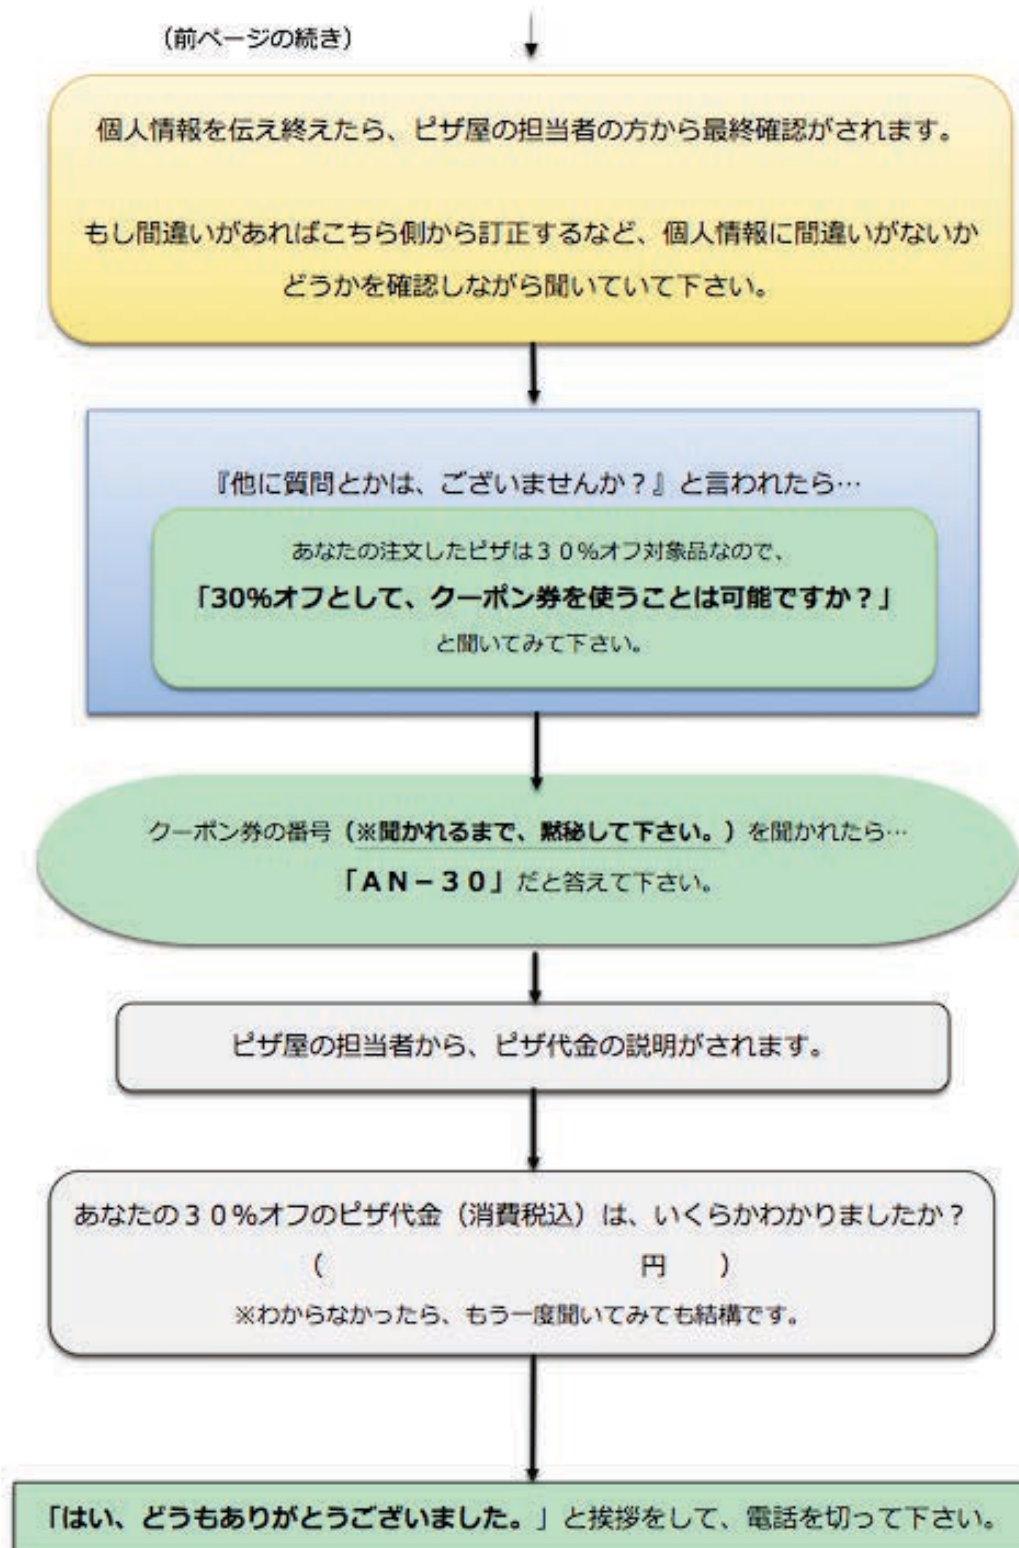 (前ページの続き)
個人情報を伝え終えたら、ピザ屋の担当者の方から最終確認がされます。
もし間違いがあればこちら側から訂正するなど、個人情報に間違いがないか
どうかを確認しながら聞いていて下さい。
『他に質問とかは、ございませんか？』と言われたら…
あなたの注文したピザは３０％オフ対象品なので、
「30%オフとして、クーポン券を使うことは可能ですか？」
と聞いてみて下さい。
クーポン券の番号（※聞かれるまで、黙秘して下さい。）を聞かれたら…
「ＡＮ－３０」だと答えて下さい。
ピザ屋の担当者から、ピザ代金の説明がされます。
あなたの３０％オフのピザ代金（消費税込）は、いくらかわかりましたか？
（　　　　　　　　　　　　円　　）
※わからなかったら、もう一度聞いてみても結構です。
「はい、どうもありがとうございました。」と挨拶をして、電話を切って下さい。